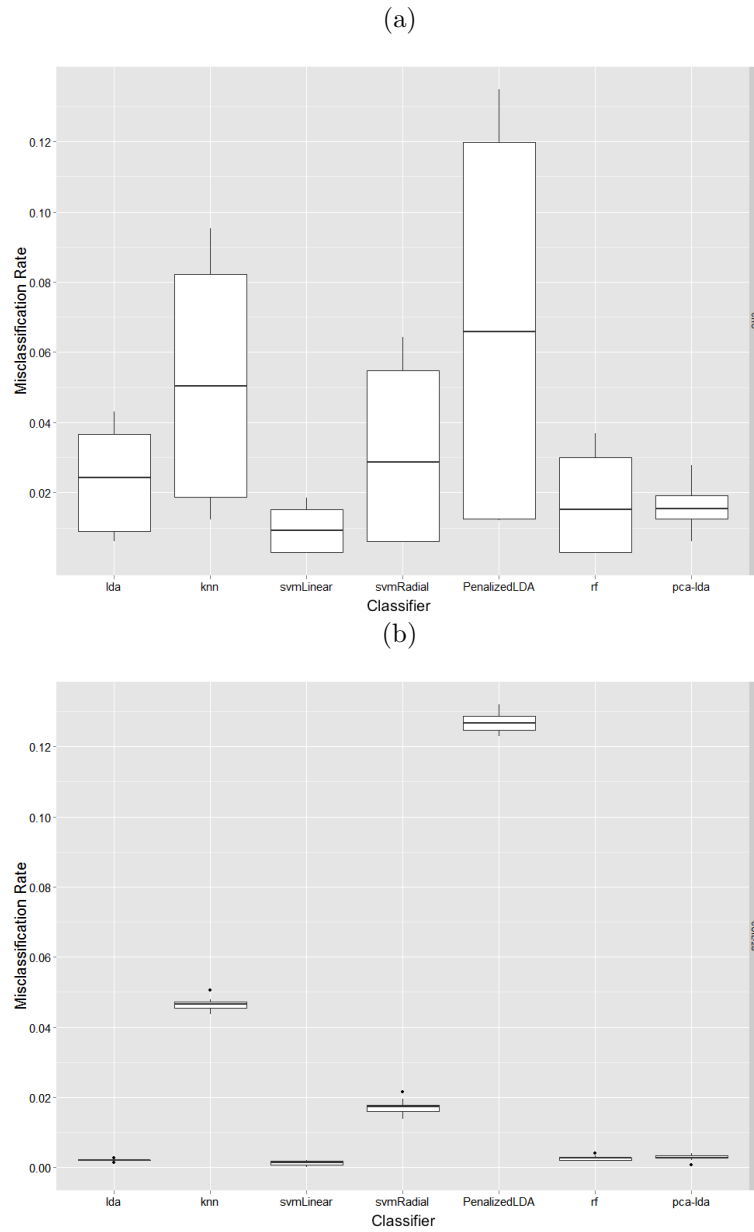 (a)
Misclassification Rate
0.12
0.10
0.08
0.06
0.04
0.02
lda knn svmLinear svmRadial PenalizedLDA rf pca-lda
Classifier
(b)
Misclassification Rate
0.12
0.10
0.08
0.06
0.04
0.02
0.00
lda knn svmLinear svmRadial PenalizedLDA rf pca-lda
Classifier